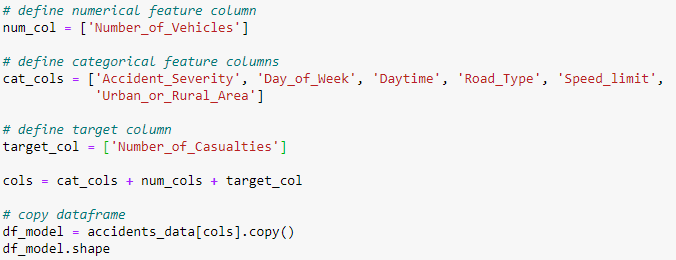 # define numerical feature column
num_col = ['Number_of_Vehicles']
# define categorical feature columns
cat_cols = ['Accident_Severity', 'Day_of_Week', 'Daytime', 'Road_Type', 'Speed_limit',
'Urban_or_Rural_Area']
# define target column
target_col = ['Number_of_Casualties']
cols = cat_cols + num_cols + target_col
# copy dataframe
df_model = accidents_data[cols].copy()
df_model.shape